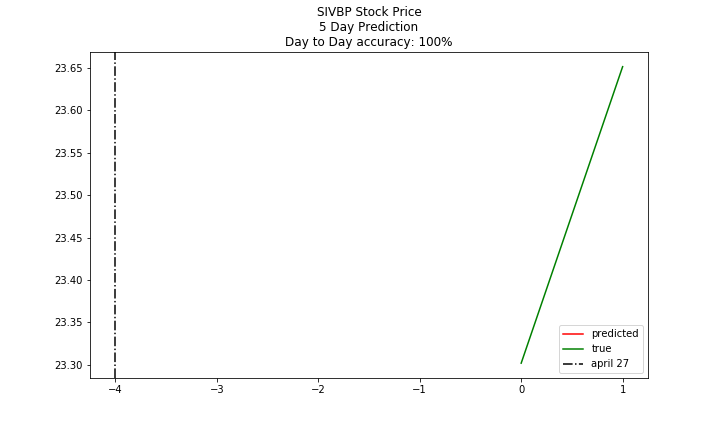 SIVBP Stock Price
5 Day Prediction
Day to Day accuracy: 100%
23.65
23.60
23.55
23.50
23.45
23.40
23.35
23.30
−4
−3
−2
−1
0
1
predicted
true
april 27